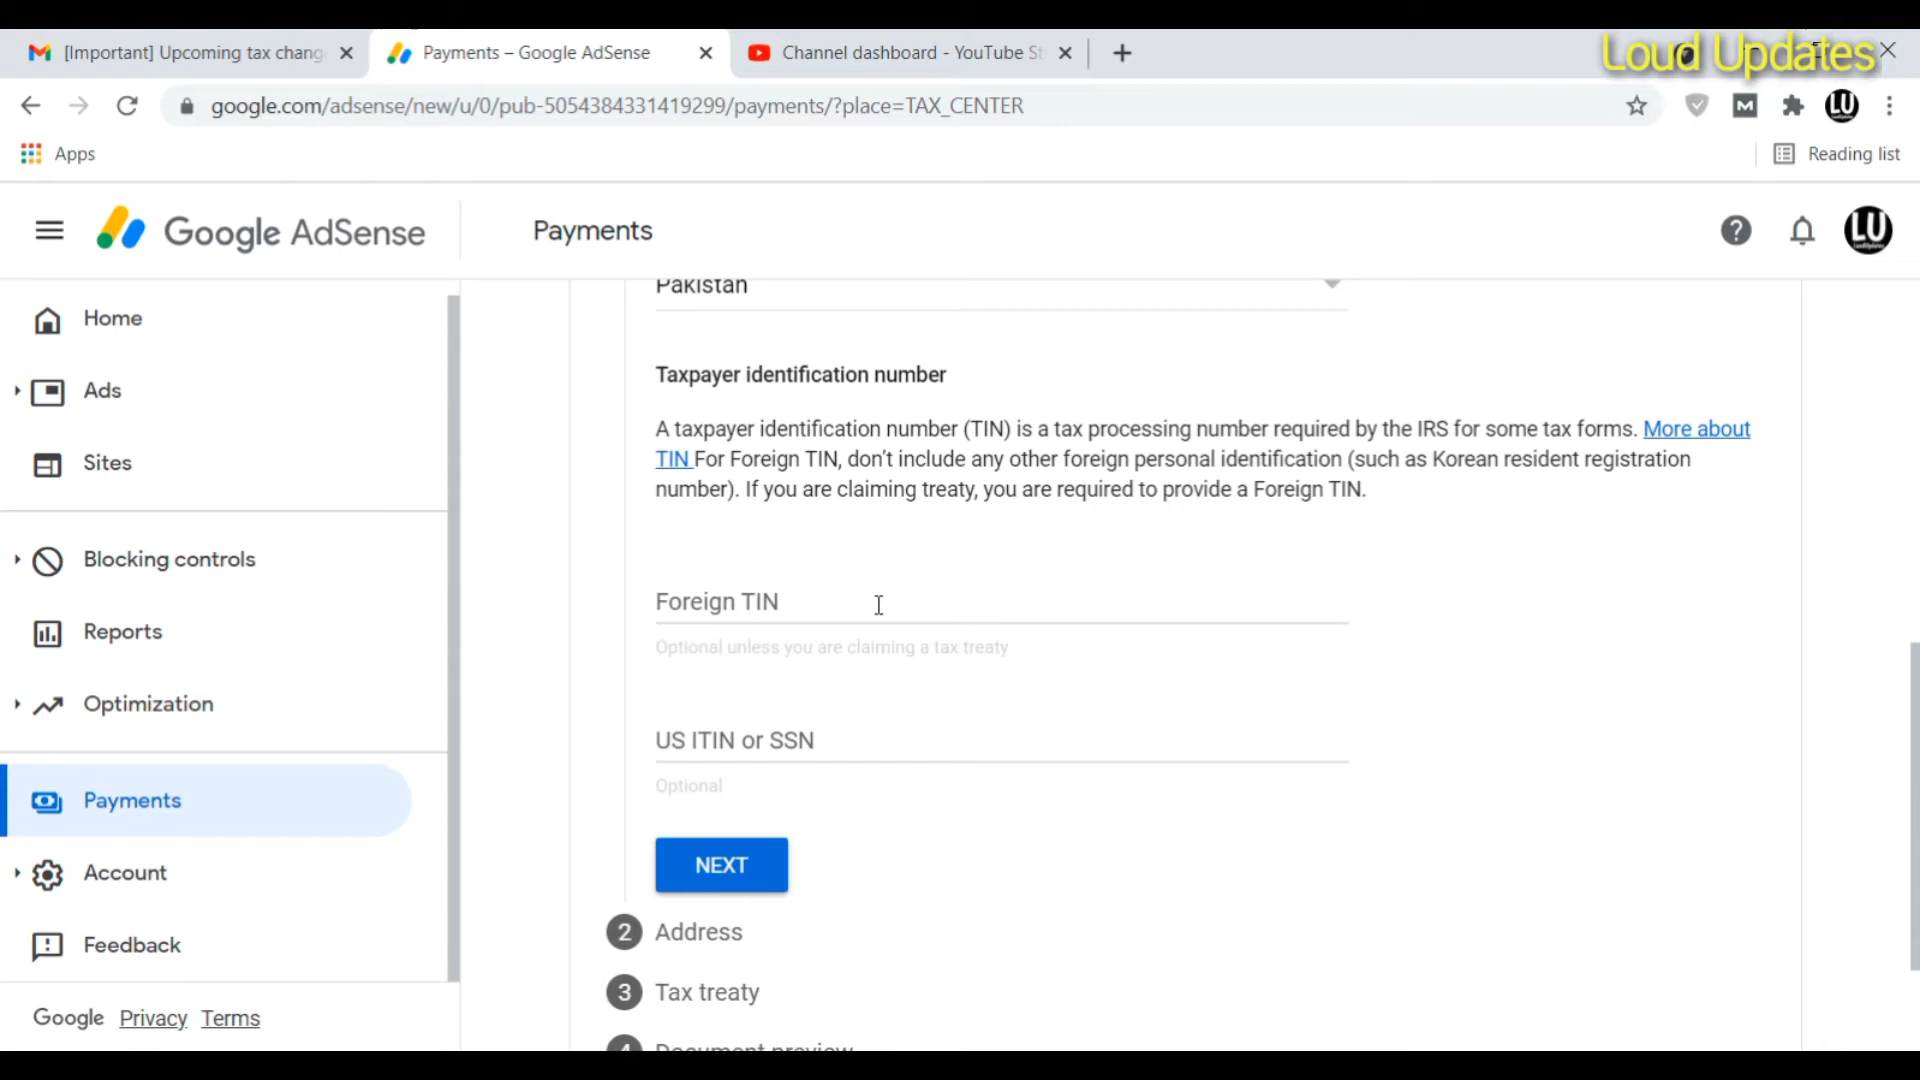 [Important] Upcoming tax chang
Payments – Google AdSense
Channel dashboard - YouTube St
Loud Updates
google.com/adsense/new/u/0/pub-5054384331419299/payments/?place=TAX_CENTER
LU
Apps
Reading list
Google AdSense
Payments
LU
Pakistan
Home
Ads
Sites
Blocking controls
Reports
Optimization
Payments
Account
Feedback
Google Privacy Terms
Taxpayer identification number
A taxpayer identification number (TIN) is a tax processing number required by the IRS for some tax forms. More about
TIN For Foreign TIN, don’t include any other foreign personal identification (such as Korean resident registration
number). If you are claiming treaty, you are required to provide a Foreign TIN.
Foreign TIN
Optional unless you are claiming a tax treaty
US ITIN or SSN
Optional
NEXT
2 Address
3 Tax treaty
4 Document preview